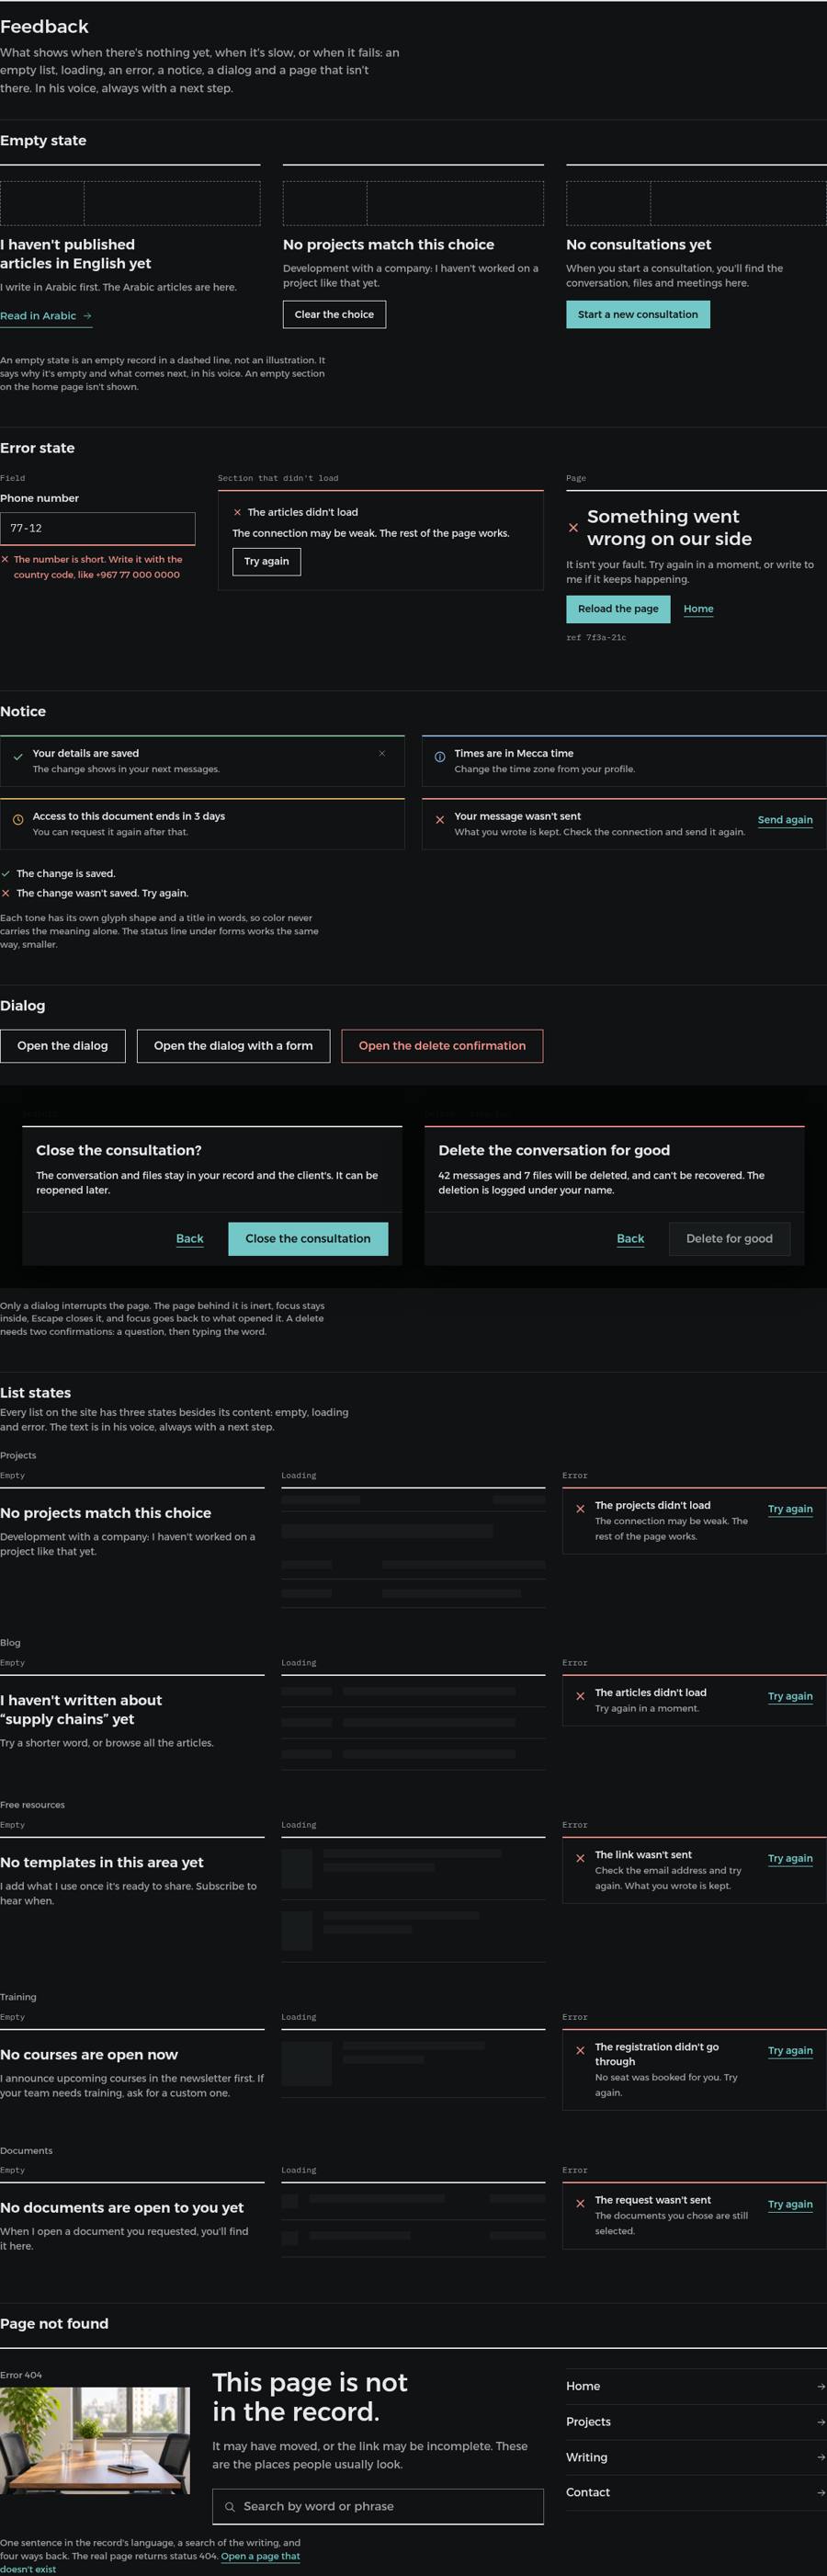 Feedback
What shows when there's nothing yet, when it's slow, or when it fails: an
empty list, loading, an error, a notice, a dialog and a page that isn't
there. In his voice, always with a next step.
Empty state
I haven't published
articles in English yet
I write in Arabic first. The Arabic articles are here.
Read in Arabic →
No projects match this choice
Development with a company: I haven't worked on a
project like that yet.
Clear the choice
No consultations yet
When you start a consultation, you'll find the
conversation, files and meetings here.
Start a new consultation
An empty state is an empty record in a dashed line, not an illustration. It
says why it's empty and what comes next, in his voice. An empty section
on the home page isn't shown.
Error state
Field
Phone number
77-12
The number is short. Write it with the
country code, like +967 77 000 0000
Section that didn't load
The articles didn't load
The connection may be weak. The rest of the page works.
Try again
Page
Something went
wrong on our side
It isn't your fault. Try again in a moment, or write to
me if it keeps happening.
Reload the page
Home
ref 7f3a-21c
Notice
Your details are saved
The change shows in your next messages.
Times are in Mecca time
Change the time zone from your profile.
Access to this document ends in 3 days
You can request it again after that.
Your message wasn't sent
What you wrote is kept. Check the connection and send it again.
Send again
The change is saved.
The change wasn't saved. Try again.
Each tone has its own glyph shape and a title in words, so color never
carries the meaning alone. The status line under forms works the same
way, smaller.
Dialog
Open the dialog
Open the dialog with a form
Open the delete confirmation
Close the consultation?
The conversation and files stay in your record and the client's. It can be
reopened later.
Back
Close the consultation
Delete the conversation for good
42 messages and 7 files will be deleted, and can't be recovered. The
deletion is logged under your name.
Back
Delete for good
Only a dialog interrupts the page. The page behind it is inert, focus stays
inside, Escape closes it, and focus goes back to what opened it. A delete
needs two confirmations: a question, then typing the word.
List states
Every list on the site has three states besides its content: empty, loading
and error. The text is in his voice, always with a next step.
Projects
Empty
No projects match this choice
Development with a company: I haven't worked on a
project like that yet.
Loading
Error
The projects didn't load
The connection may be weak. The
rest of the page works.
Try again
Blog
Empty
I haven't written about
“supply chains” yet
Try a shorter word, or browse all the articles.
Loading
Error
The articles didn't load
Try again in a moment.
Try again
Free resources
Empty
No templates in this area yet
I add what I use once it's ready to share. Subscribe to
hear when.
Loading
Error
The link wasn't sent
Check the email address and try
again. What you wrote is kept.
Try again
Training
Empty
No courses are open now
I announce upcoming courses in the newsletter first. If
your team needs training, ask for a custom one.
Loading
Error
The registration didn't go
through
No seat was booked for you. Try
again.
Try again
Documents
Empty
No documents are open to you yet
When I open a document you requested, you'll find
it here.
Loading
Error
The request wasn't sent
The documents you chose are still
selected.
Try again
Page not found
Error 404
This page is not
in the record.
It may have moved, or the link may be incomplete. These
are the places people usually look.
Search by word or phrase
Home →
Projects →
Writing →
Contact →
One sentence in the record's language, a search of the writing, and
four ways back. The real page returns status 404. Open a page that
doesn't exist